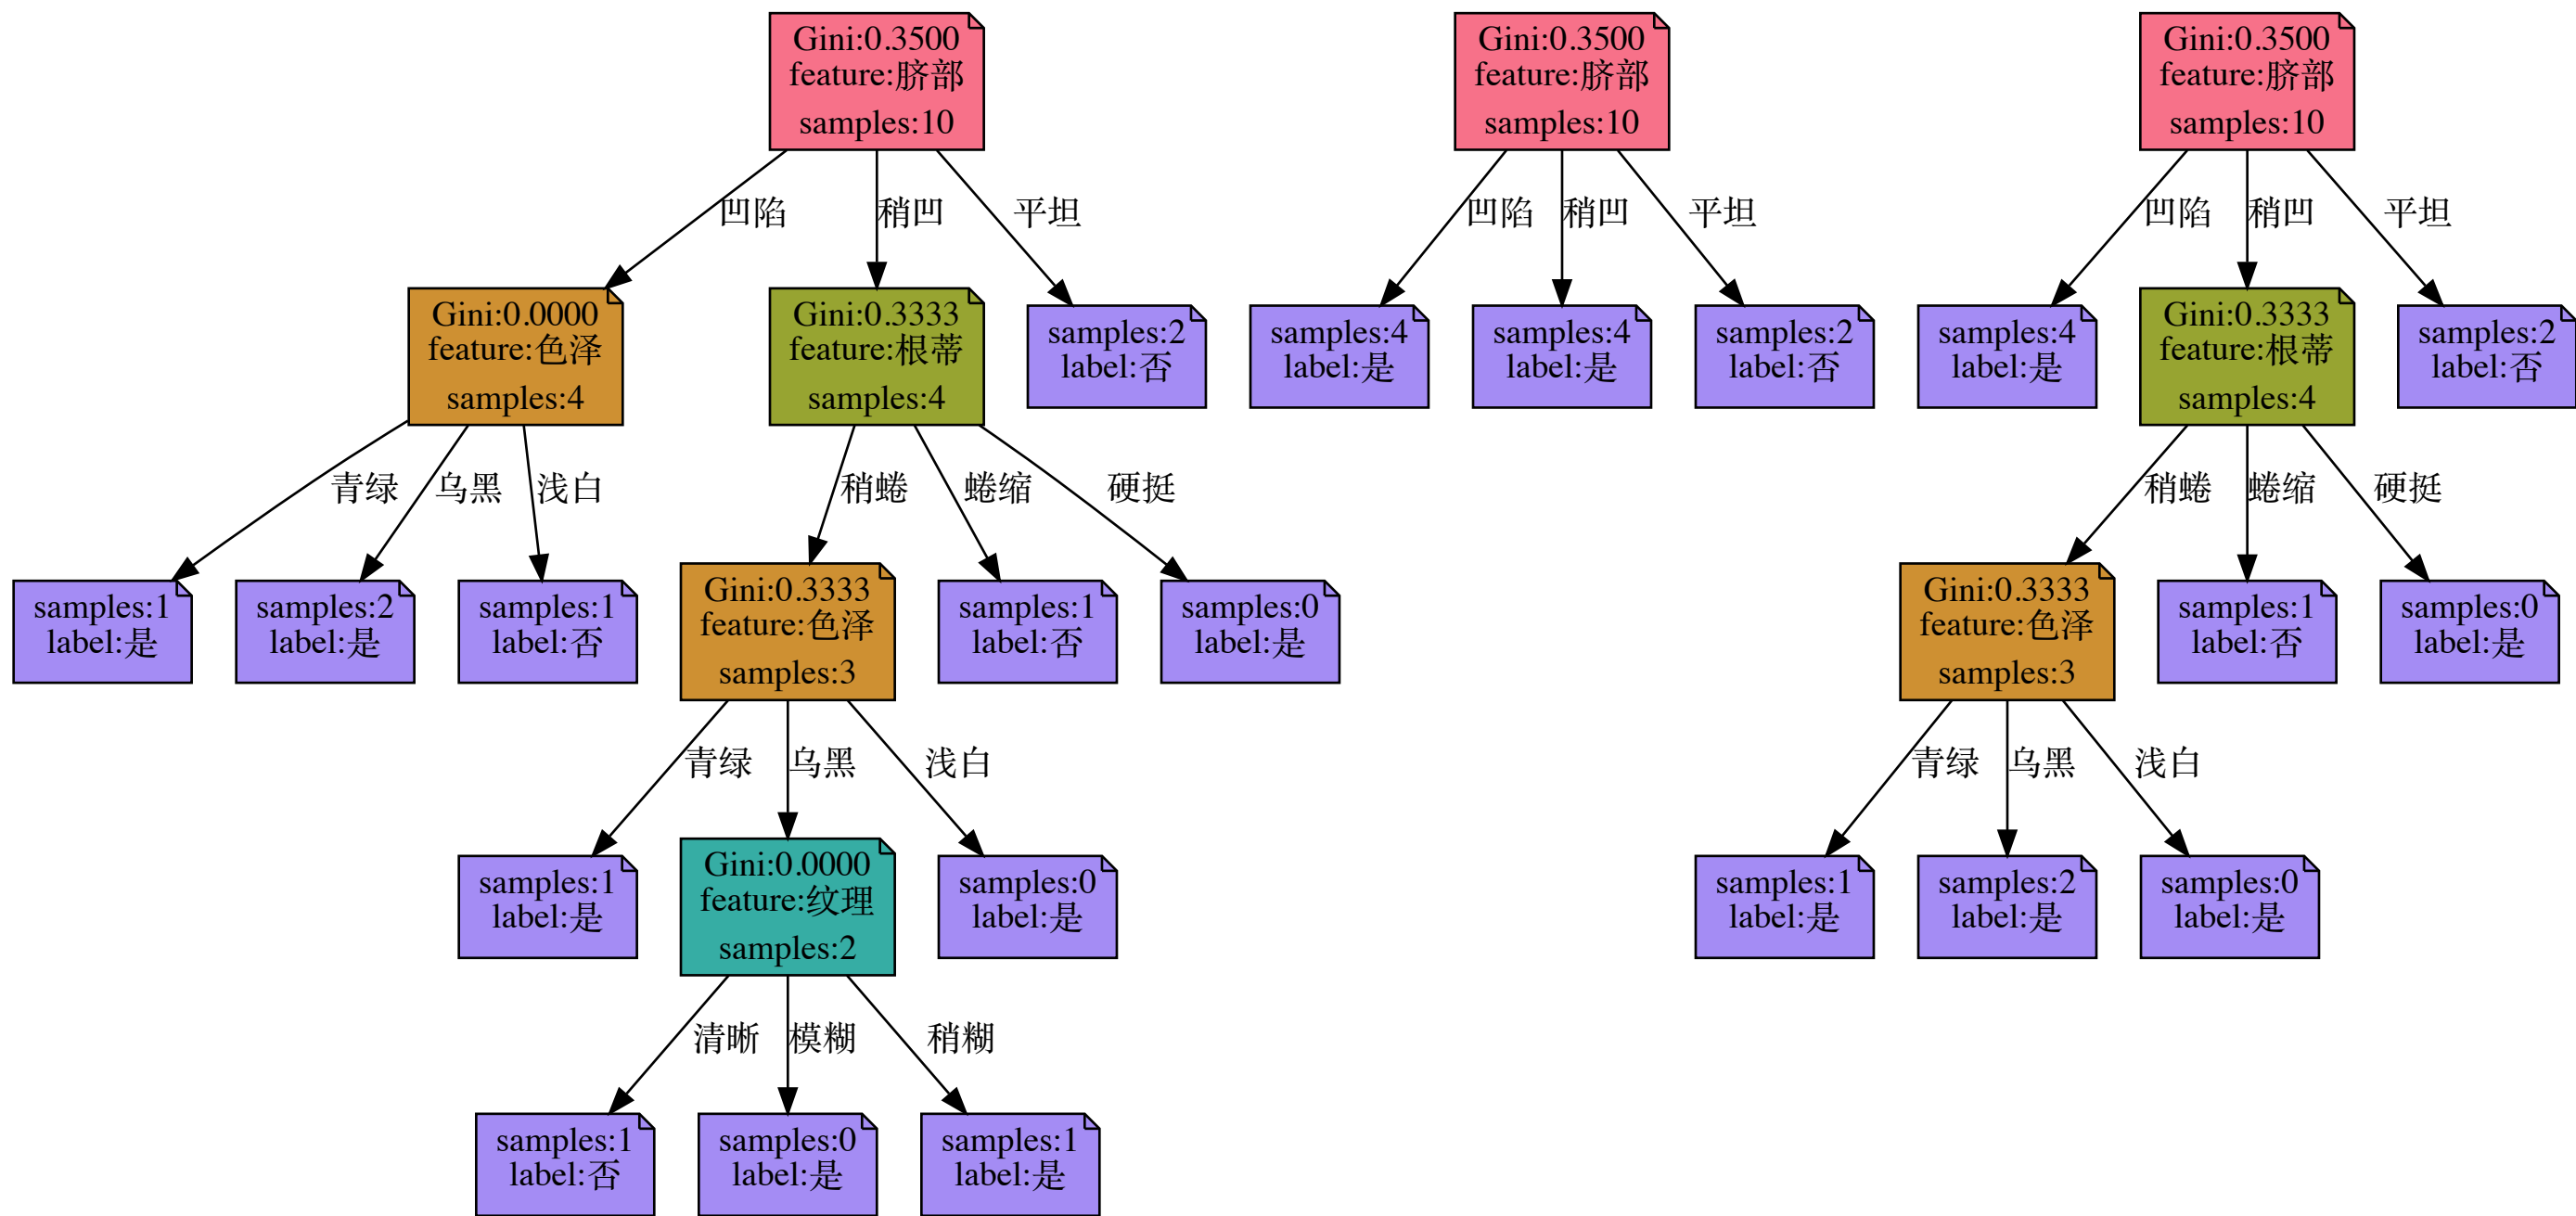 Gini:0.3500
feature:脐部
samples:10
凹陷
稍凹
平坦
Gini:0.0000
feature:色泽
samples:4
Gini:0.3333
feature:根蒂
samples:4
samples:2
label:否
青绿
乌黑
浅白
稍蜷
蜷缩
硬挺
samples:1
label:是
samples:2
label:是
samples:1
label:否
Gini:0.3333
feature:色泽
samples:3
samples:1
label:否
samples:0
label:是
青绿
乌黑
浅白
samples:1
label:是
Gini:0.0000
feature:纹理
samples:2
samples:0
label:是
清晰
模糊
稍糊
samples:1
label:否
samples:0
label:是
samples:1
label:是
Gini:0.3500
feature:脐部
samples:10
凹陷
稍凹
平坦
samples:4
label:是
samples:4
label:是
samples:2
label:否
Gini:0.3500
feature:脐部
samples:10
凹陷
稍凹
平坦
samples:4
label:是
Gini:0.3333
feature:根蒂
samples:4
samples:2
label:否
稍蜷
蜷缩
硬挺
Gini:0.3333
feature:色泽
samples:3
samples:1
label:否
samples:0
label:是
青绿
乌黑
浅白
samples:1
label:是
samples:2
label:是
samples:0
label:是